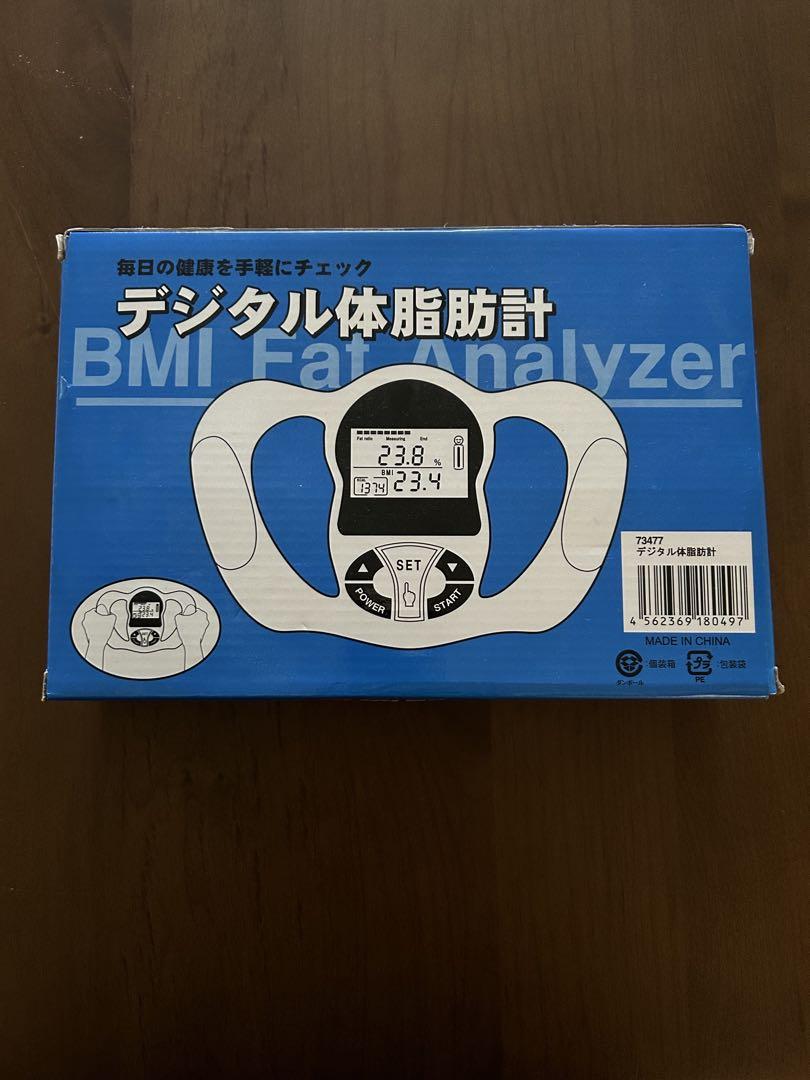 毎日の健康を手軽にチェック
デジタル体脂肪計
BMI Fat Analyzer
Fat ratio Measuring End
23.8 %
BMI
1374 23.4
SET
POWER START
73477
デジタル体脂肪計
4 562369 180497
MADE IN CHINA
:個装箱 プラ :包装袋
ダンボール PE